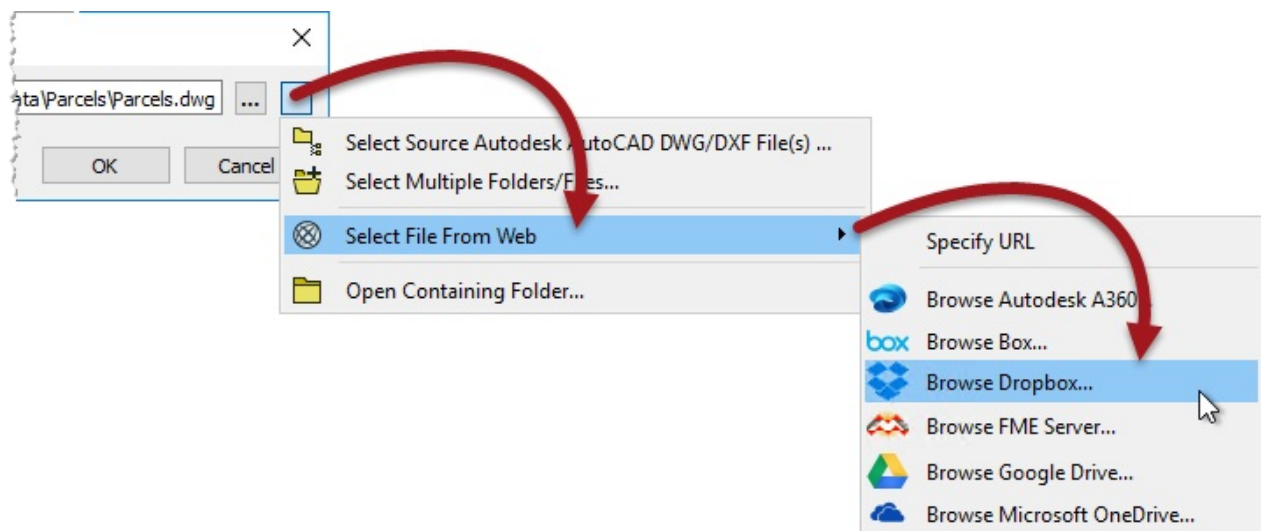 ata\Parcels\Parcels.dwg ...
OK Cancel
Select Source Autodesk AutoCAD DWG/DXF File(s) ...
Select Multiple Folders/Files...
Select File From Web
Open Containing Folder...
Specify URL
Browse Autodesk A360...
box Browse Box...
Browse Dropbox...
Browse FME Server...
Browse Google Drive...
Browse Microsoft OneDrive...